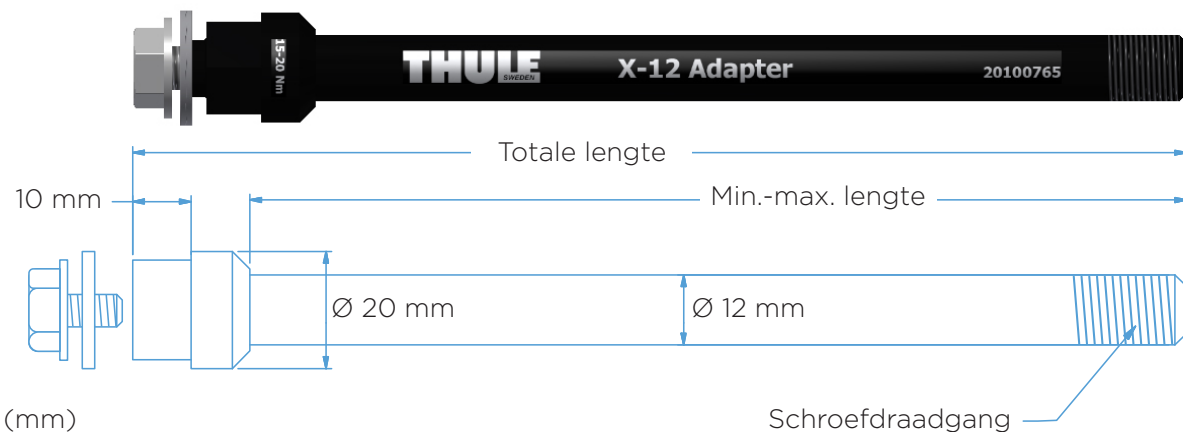 15-20 Nm
THULE
SWEDEN
X-12 Adapter
20100765
Totale lengte
10 mm
Min.-max. lengte
Ø 20 mm
Ø 12 mm
(mm)
Schroefdraadgang